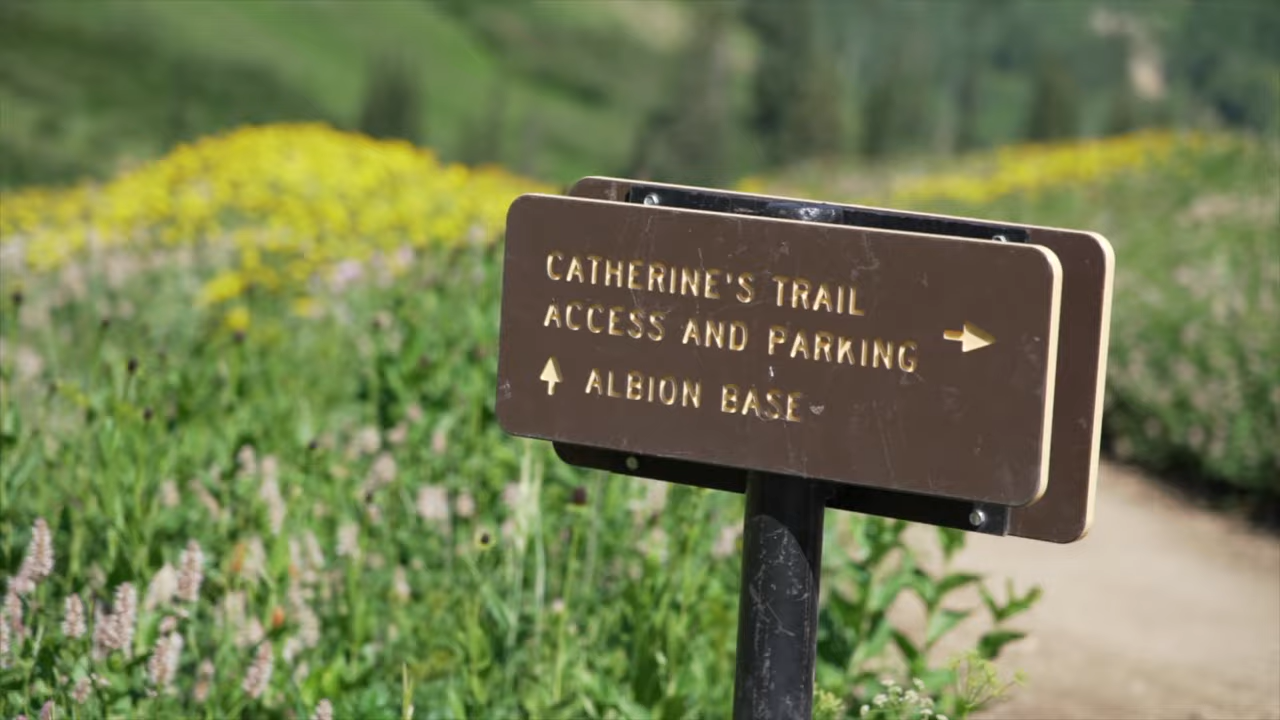 CATHERINE'S TRAIL
ACCESS AND PARKING →
↑ ALBION BASE